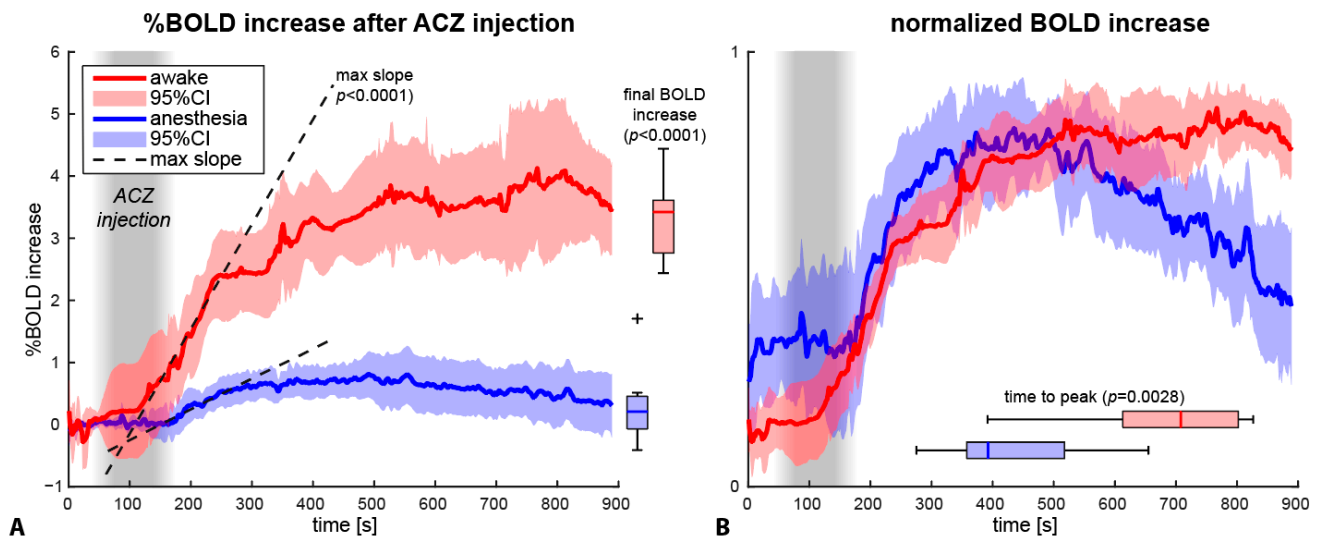 %BOLD increase after ACZ injection
6
5
4
3
2
1
0
−1
%BOLD increase
awake
95%CI
anesthesia
95%CI
max slope
ACZ
injection
max slope
p<0.0001)
final BOLD
increase
(p<0.0001)
0 100 200 300 400 500 600 700 800 900
time [s]
A
normalized BOLD increase
1
0
time to peak (p=0.0028)
0 100 200 300 400 500 600 700 800 900
time [s]
B